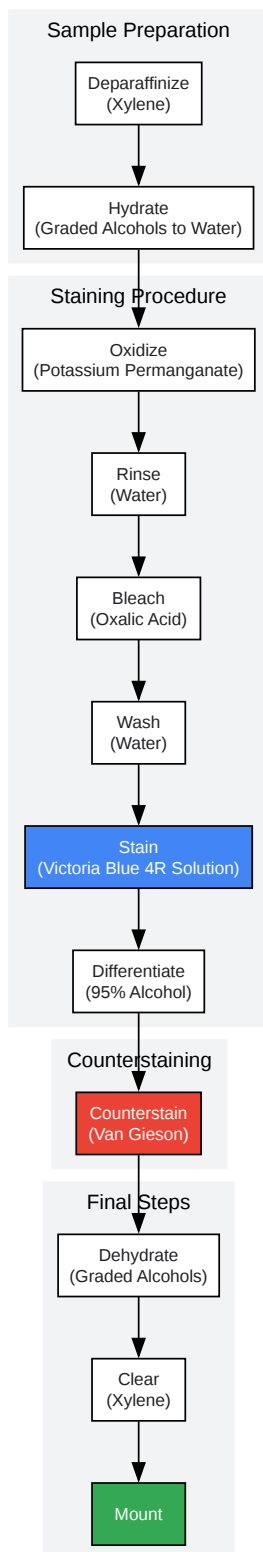 Sample Preparation
Deparaffinize
(Xylene)
Hydrate
(Graded Alcohols to Water)
Staining Procedure
Oxidize
(Potassium Permanganate)
Rinse
(Water)
Bleach
(Oxalic Acid)
Wash
(Water)
Stain
(Victoria Blue 4R Solution)
Differentiate
(95% Alcohol)
Counterstaining
Counterstain
(Van Gieson)
Final Steps
Dehydrate
(Graded Alcohols)
Clear
(Xylene)
Mount